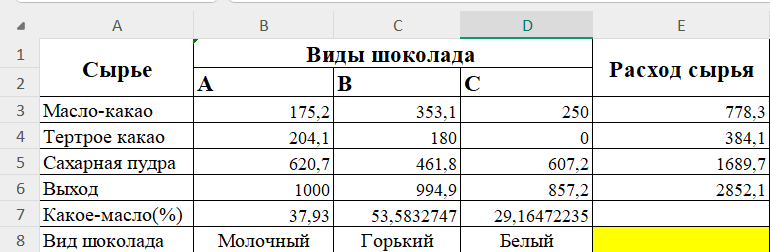 A B C D E
1 Сырье Виды шоколада Расход сырья
2 A B C
3 Масло-какао 175,2 353,1 250 778,3
4 Тертрое какао 204,1 180 0 384,1
5 Сахарная пудра 620,7 461,8 607,2 1689,7
6 Выход 1000 994,9 857,2 2852,1
7 Какое-масло(%) 37,93 53,5832747 29,16472235
8 Вид шоколада Молочный Горький Белый